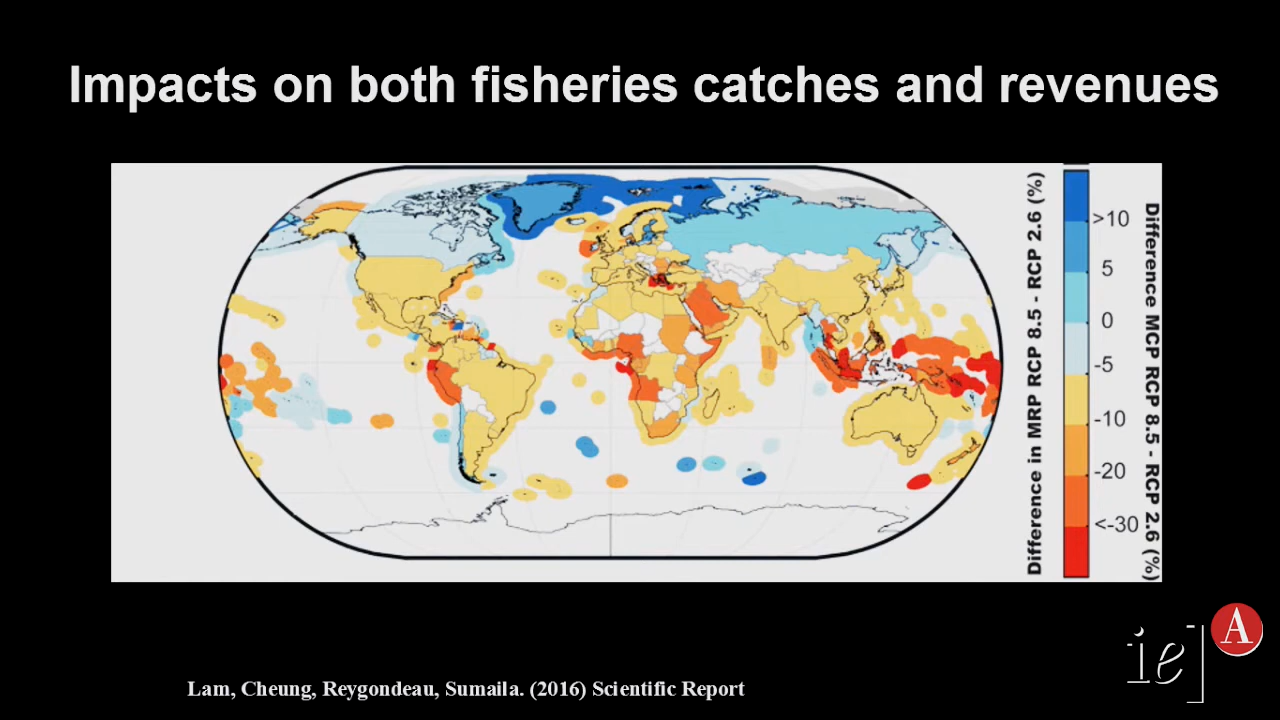 Impacts on both fisheries catches and revenues
Difference in MRP RCP 8.5 - RCP 2.6 (%)
>10
5
0
-5
-10
-20
<-30
Difference MCP RCP 8.5 - RCP 2.6 (%)
Lam, Cheung, Reygondeau, Sumaila. (2016) Scientific Report
ie]
A